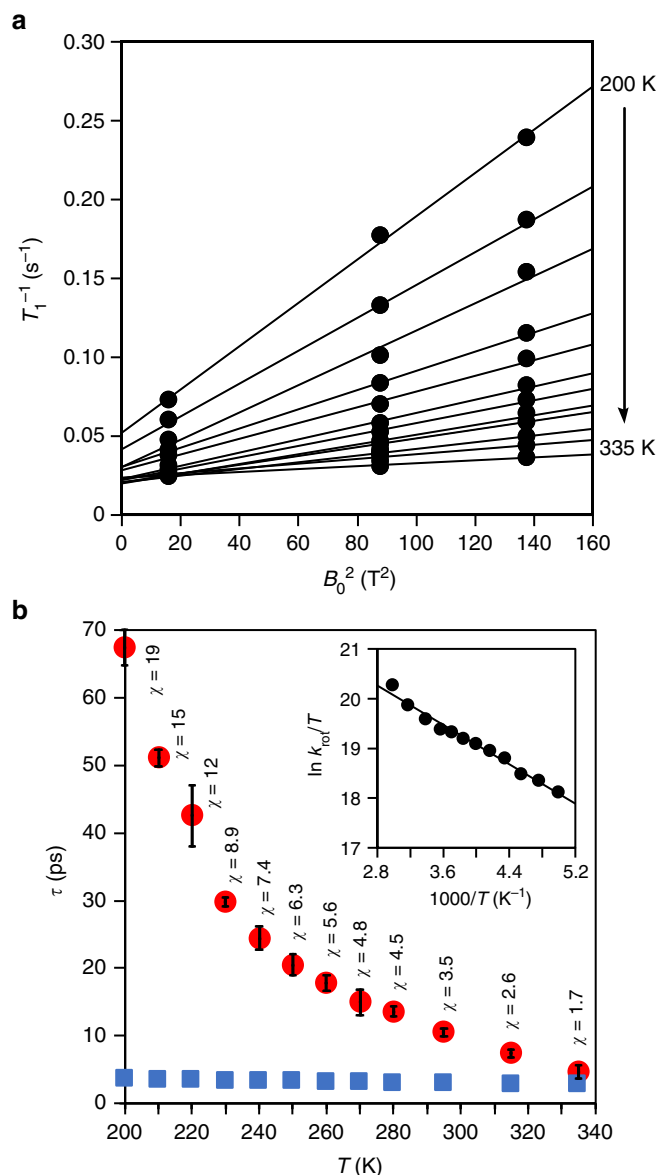 a
0.30
0.25
0.20
0.15
0.10
0.05
0
T₁⁻¹ (s⁻¹)
200 K
335 K
0 20 40 60 80 100 120 140 160
B₀² (T²)
b
70
60
50
40
30
20
10
0
τ (ps)
χ = 19
χ = 15
χ = 12
χ = 8.9
χ = 7.4
χ = 6.3
χ = 5.6
χ = 4.8
χ = 4.5
χ = 3.5
χ = 2.6
χ = 1.7
21
20
19
18
17
ln k_rot/T
2.8 3.6 4.4 5.2
1000/T (K⁻¹)
200 220 240 260 280 300 320 340
T (K)